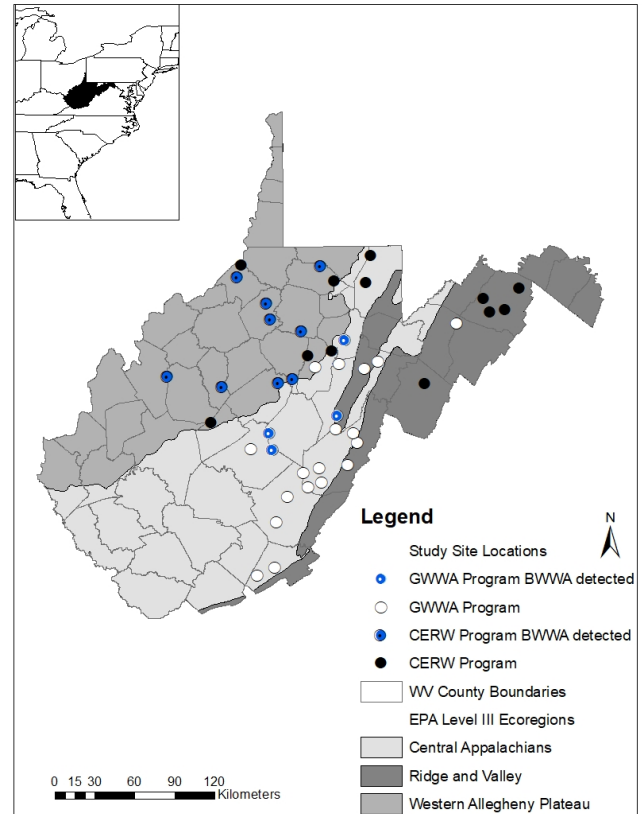 Legend
N
Study Site Locations
GWWA Program BWWA detected
GWWA Program
CERW Program BWWA detected
CERW Program
WV County Boundaries
EPA Level III Ecoregions
Central Appalachians
Ridge and Valley
Western Allegheny Plateau
0 15 30 60 90 120
Kilometers